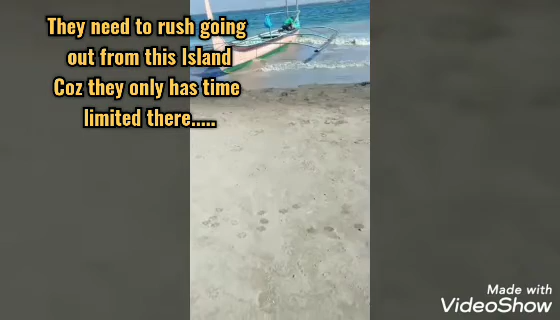 They need to rush going
out from this Island
Coz they only has time
limited there.....
Made with
VideoShow